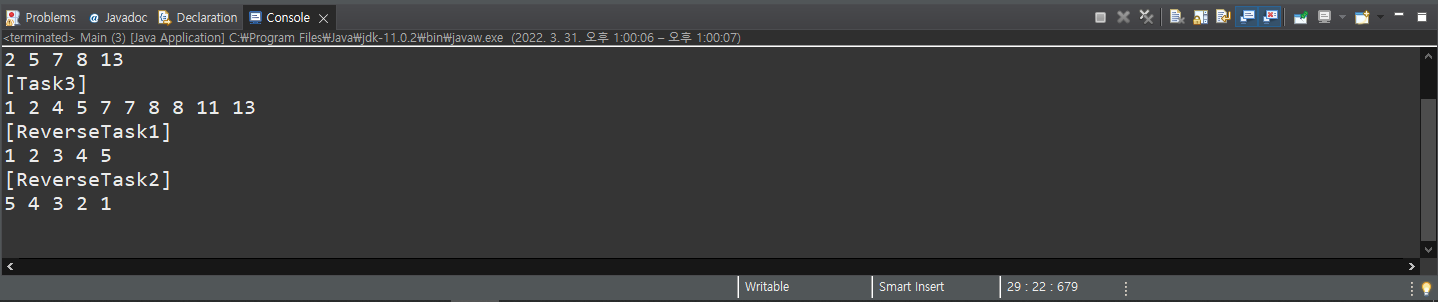 Problems Javadoc Declaration Console
<terminated> Main (3) [Java Application] C:₩Program Files₩Java₩jdk-11.0.2₩bin₩javaw.exe (2022. 3. 31. 오후 1:00:06 – 오후 1:00:07)
2 5 7 8 13
[Task3]
1 2 4 5 7 7 8 8 11 13
[ReverseTask1]
1 2 3 4 5
[ReverseTask2]
5 4 3 2 1
Writable Smart Insert 29 : 22 : 679